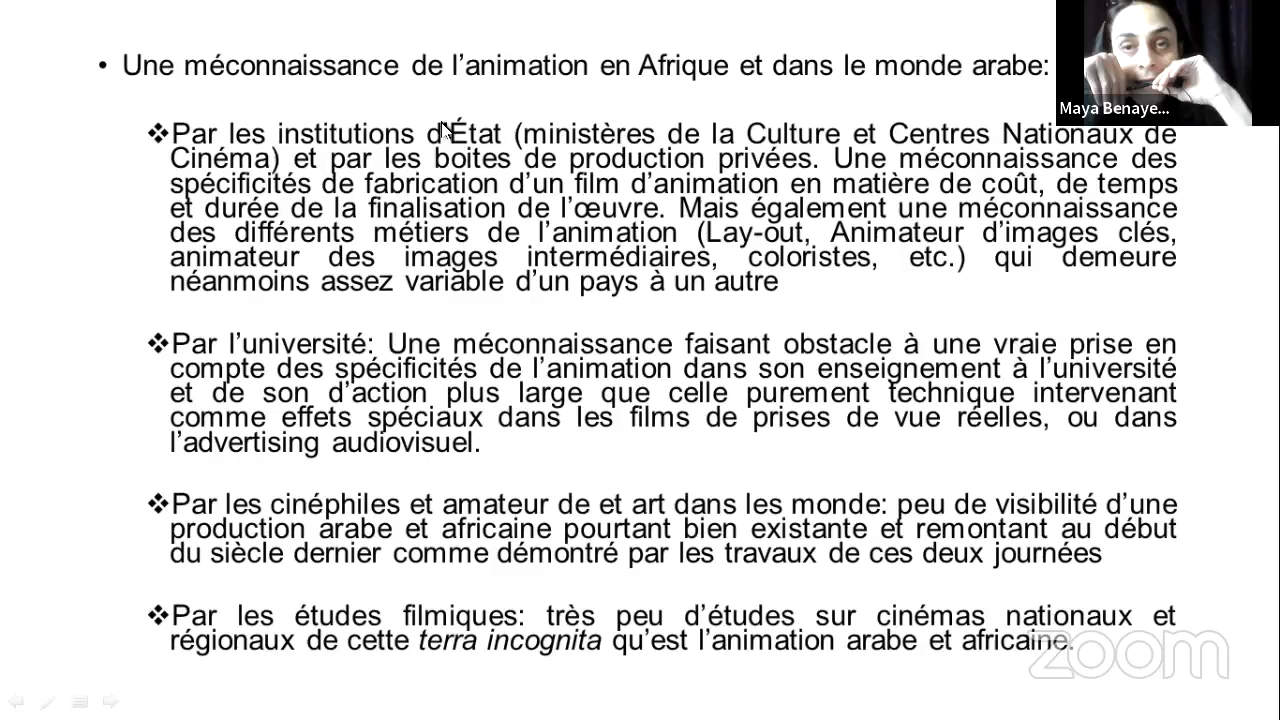 • Une méconnaissance de l’animation en Afrique et dans le monde arabe:
Maya Benaye...
❖Par les institutions d’État (ministères de la Culture et Centres Nationaux de
Cinéma) et par les boites de production privées. Une méconnaissance des
spécificités de fabrication d’un film d’animation en matière de coût, de temps
et durée de la finalisation de l’œuvre. Mais également une méconnaissance
des différents métiers de l’animation (Lay-out, Animateur d’images clés,
animateur des images intermédiaires, coloristes, etc.) qui demeure
néanmoins assez variable d’un pays à un autre
❖Par l’université: Une méconnaissance faisant obstacle à une vraie prise en
compte des spécificités de l’animation dans son enseignement à l’université
et de son d’action plus large que celle purement technique intervenant
comme effets spéciaux dans les films de prises de vue réelles, ou dans
l’advertising audiovisuel.
❖Par les cinéphiles et amateur de et art dans les monde: peu de visibilité d’une
production arabe et africaine pourtant bien existante et remontant au début
du siècle dernier comme démontré par les travaux de ces deux journées
❖Par les études filmiques: très peu d’études sur cinémas nationaux et
régionaux de cette terra incognita qu’est l’animation arabe et africaine.
zoom